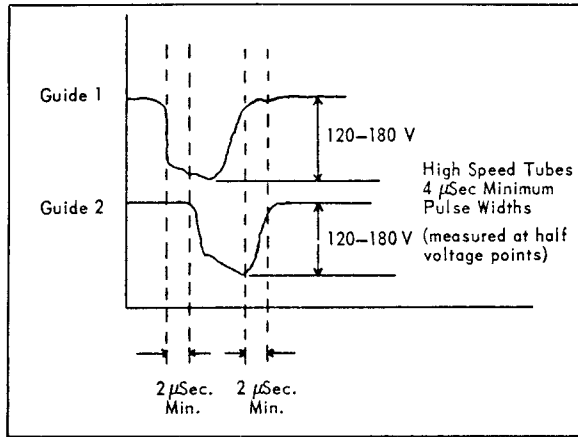 Guide 1
120–180 V
High Speed Tubes
4 μSec Minimum
Pulse Widths
(measured at half
voltage points)
Guide 2
120–180 V
2 μSec.
Min.
2 μSec.
Min.